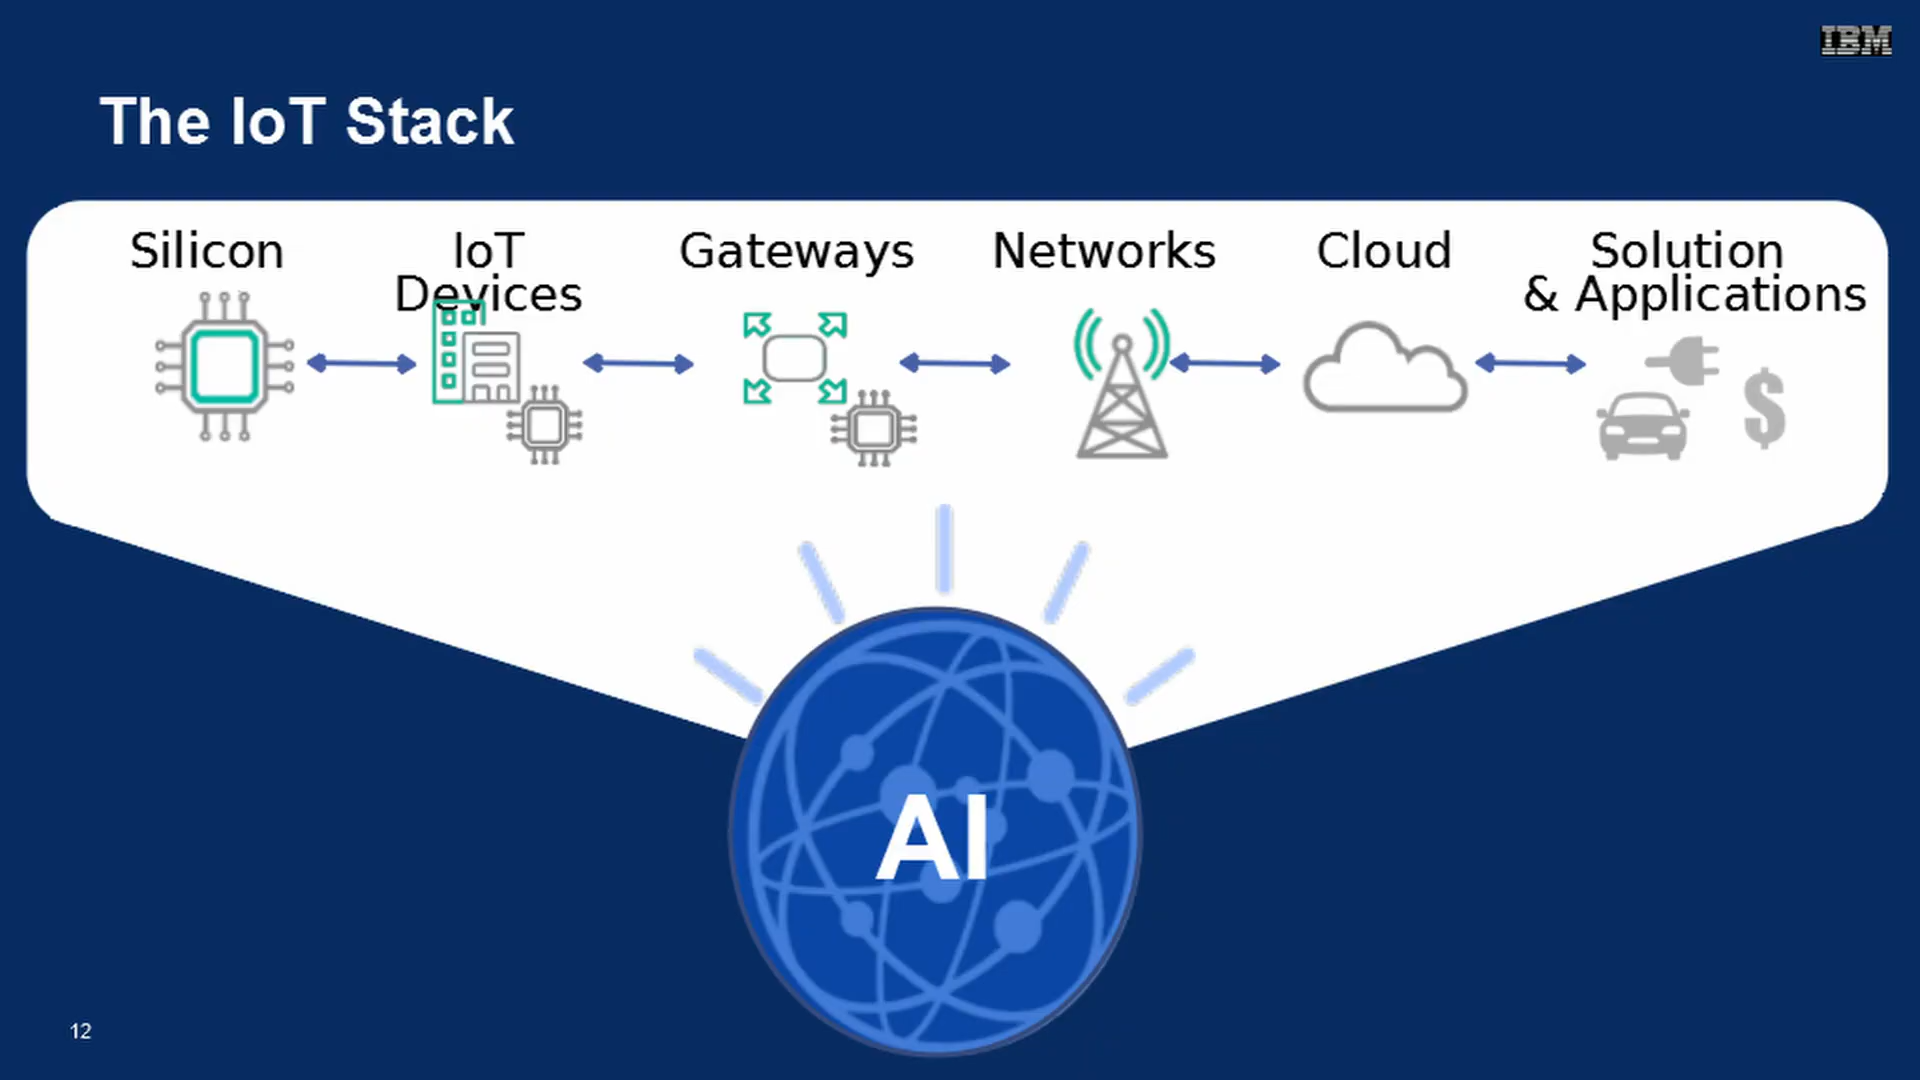 IBM
The IoT Stack
Silicon
IoT
Devices
Gateways
Networks
Cloud
Solution
& Applications
$
AI
12